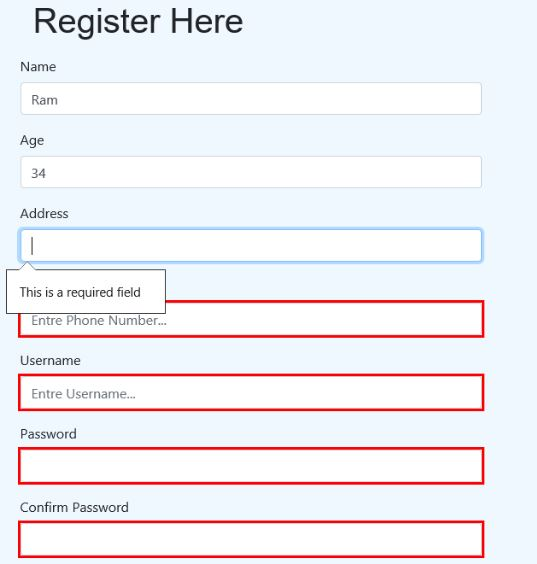 Register Here
Name
Ram
Age
34
Address
This is a required field
Entre Phone Number...
Username
Entre Username...
Password
Confirm Password